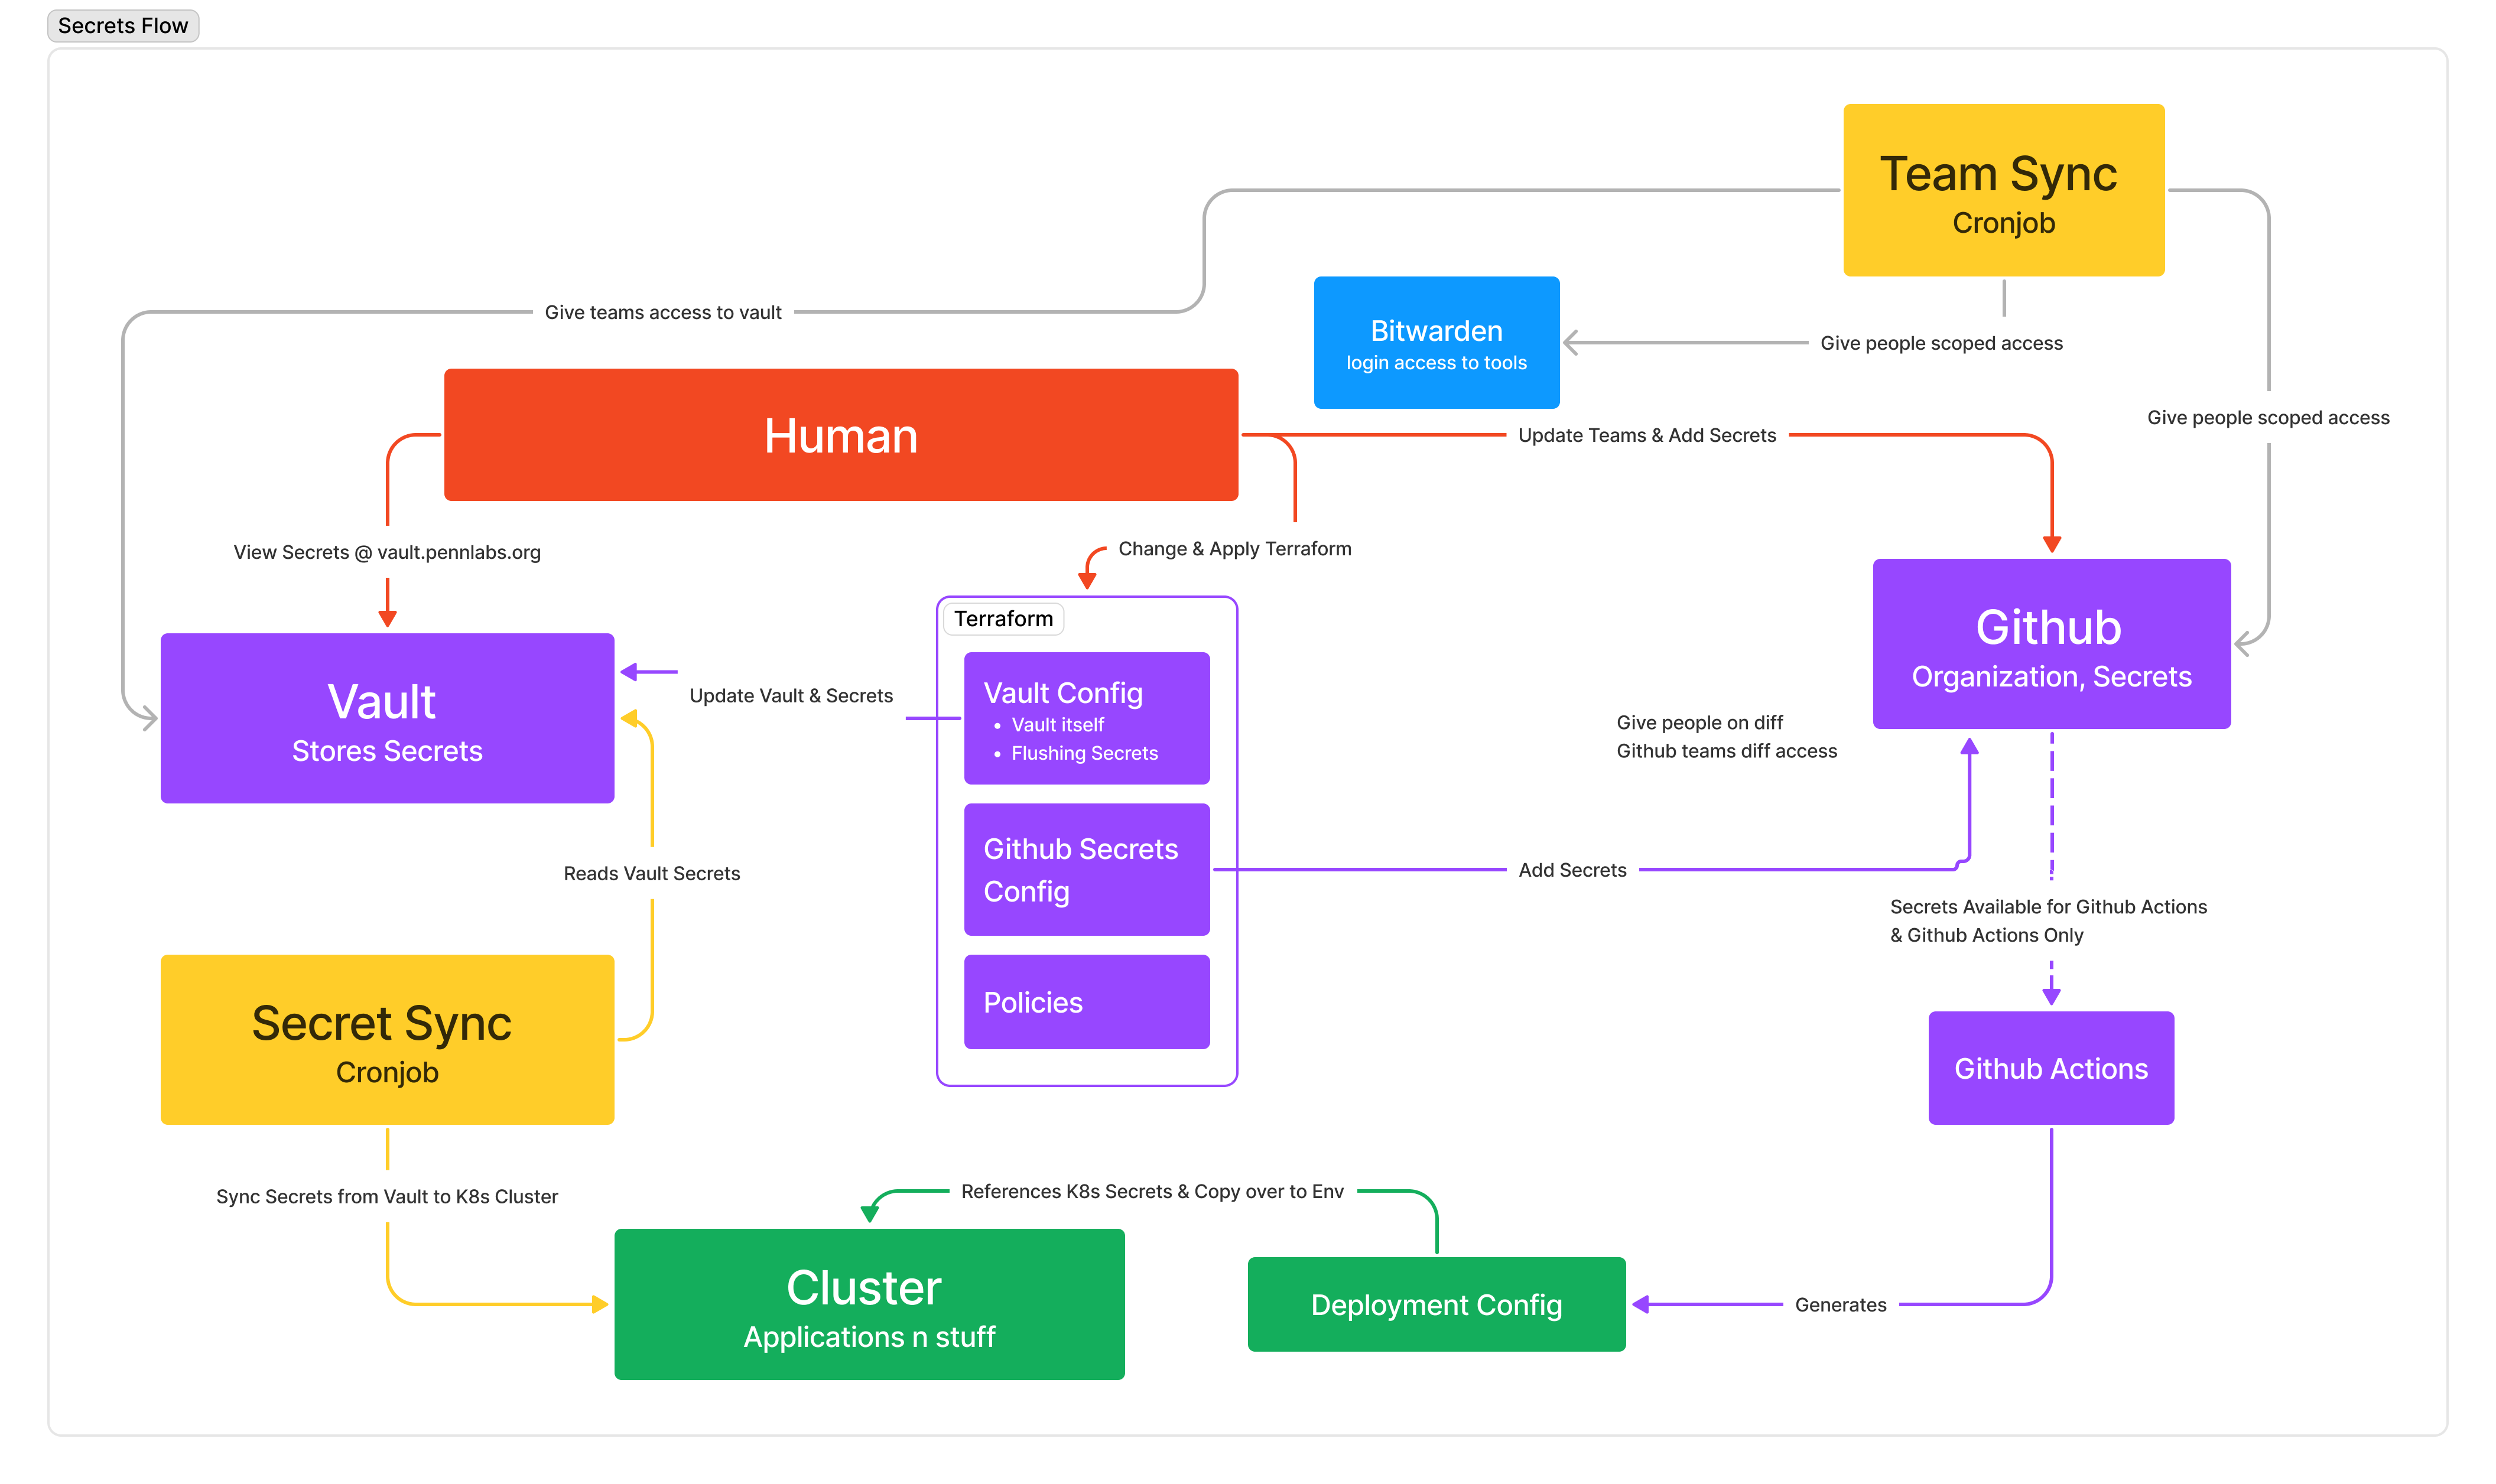 Secrets Flow
Team Sync
Cronjob
Give teams access to vault
Bitwarden
login access to tools
Give people scoped access
Give people scoped access
Human
Update Teams & Add Secrets
View Secrets @ vault.pennlabs.org
Change & Apply Terraform
Terraform
Vault
Stores Secrets
Update Vault & Secrets
Vault Config
• Vault itself
• Flushing Secrets
Github
Organization, Secrets
Give people on diff
Github teams diff access
Github Secrets
Config
Reads Vault Secrets
Add Secrets
Secrets Available for Github Actions
& Github Actions Only
Secret Sync
Cronjob
Policies
Github Actions
Sync Secrets from Vault to K8s Cluster
References K8s Secrets & Copy over to Env
Cluster
Applications n stuff
Deployment Config
Generates